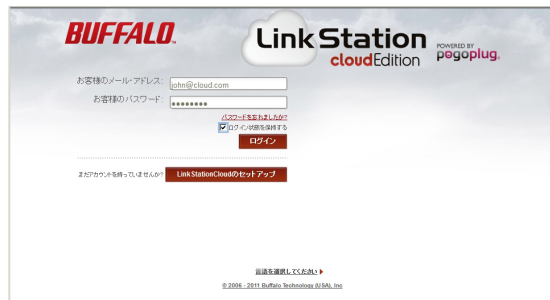 BUFFALO™
Link Station
cloudEdition
POWERED BY
pogoplug.
お客様のメール・アドレス:
john@cloud.com
お客様のパスワード:
●●●●●●●●
パスワードを忘れましたか?
ログイン状態を保持する
ログイン
まだアカウントを持っていませんか?
LinkStationCloudのセットアップ
言語を選択してください
© 2006 - 2011 Buffalo Technology (USA), Inc